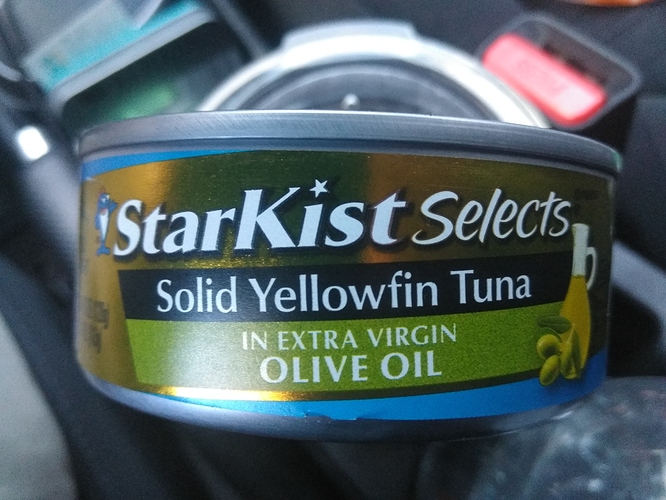 StarKist Selects
Solid Yellowfin Tuna
IN EXTRA VIRGIN
OLIVE OIL